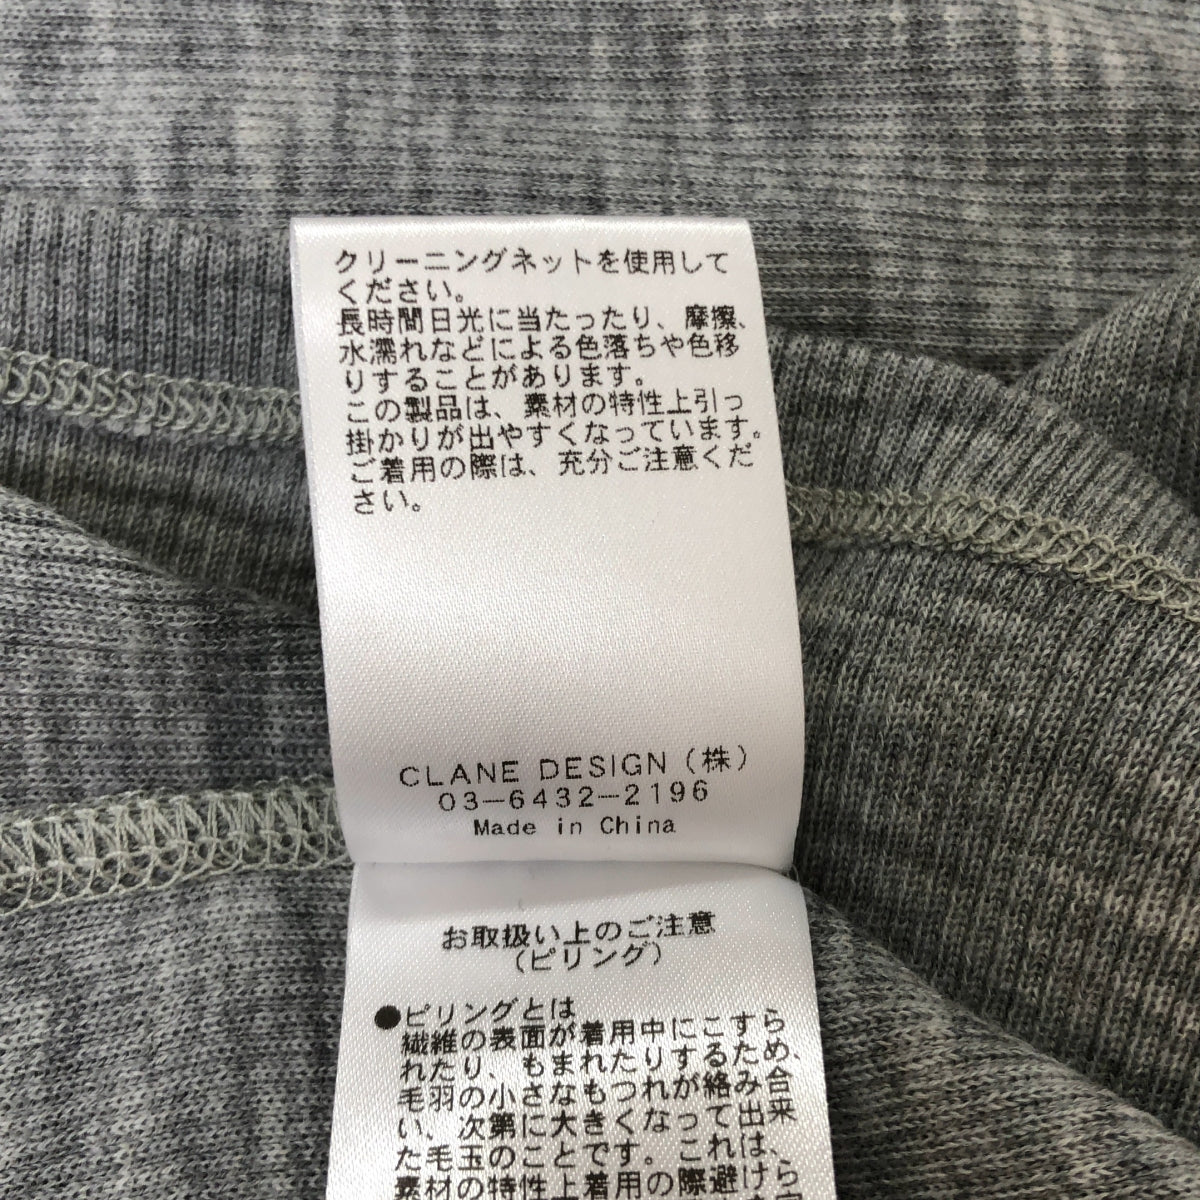 クリーニングネットを使用して
ください。
長時間日光に当たったり、摩擦、
水濡れなどによる色落ちや色移
りすることがあります。
この製品は、素材の特性上引っ
掛かりが出やすくなっています。
ご着用の際は、充分ご注意くだ
さい。
CLANE DESIGN（株）
03-6432-2196
Made in China
お取扱い上のご注意
（ピリング）
●ピリングとは
繊維の表面が着用中にこすら
れたり、もまれたりするため、
毛羽の小さなもつれが絡み合
い、次第に大きくなって出来
た毛玉のことです。これは、
素材の特性上着用の際避けら